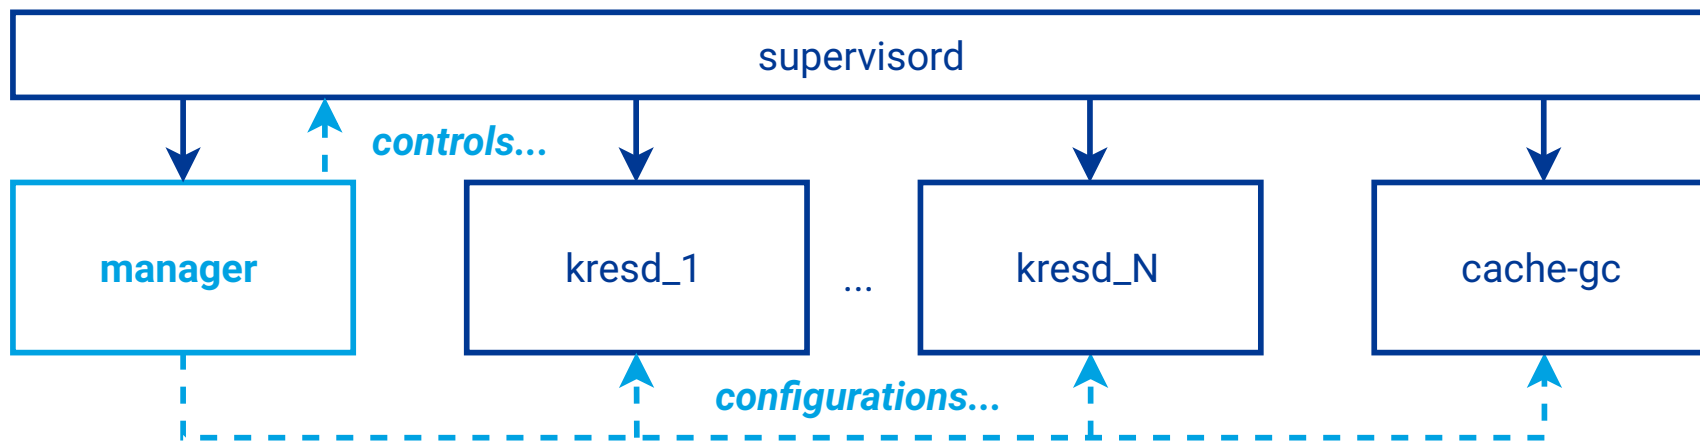 supervisord
controls...
manager
kresd_1
...
kresd_N
cache-gc
configurations...